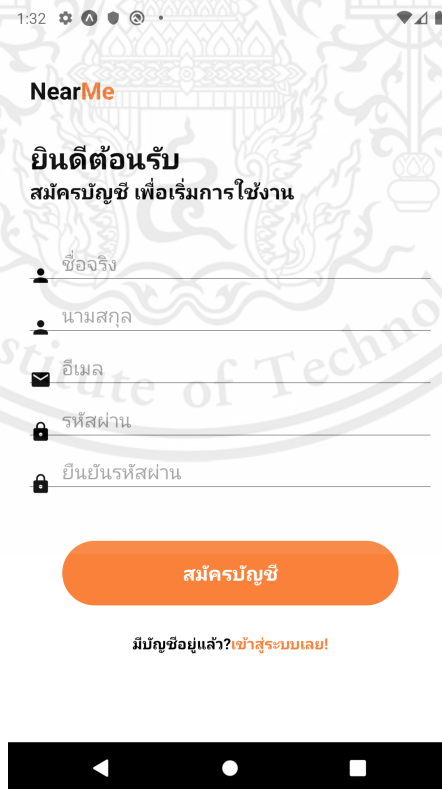 1:32
NearMe
ยินดีต้อนรับ
สมัครบัญชี เพื่อเริ่มการใช้งาน
ชื่อจริง
นามสกุล
อีเมล
รหัสผ่าน
ยืนยันรหัสผ่าน
stitute of Techno
สมัครบัญชี
มีบัญชีอยู่แล้ว?เข้าสู่ระบบเลย!